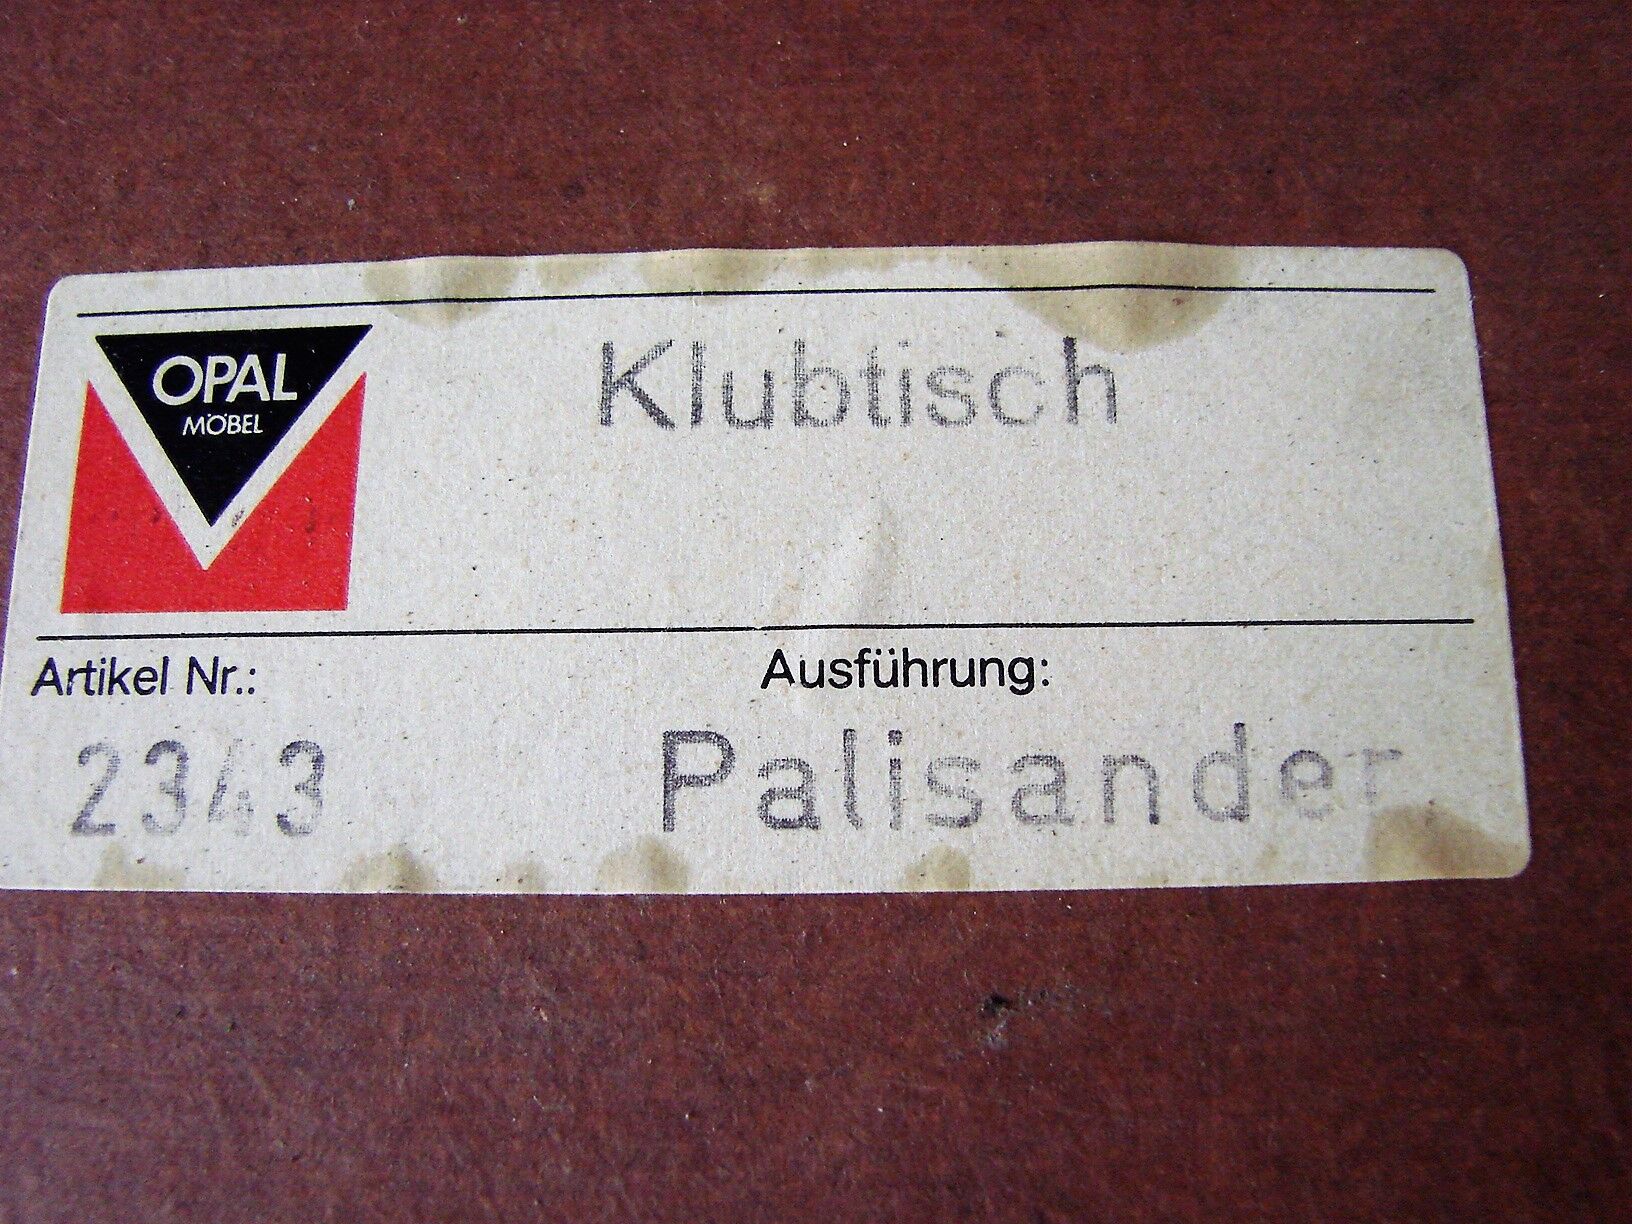 OPAL
MÖBEL
Klubtisch
Artikel Nr.:
Ausführung:
2343
Palisander